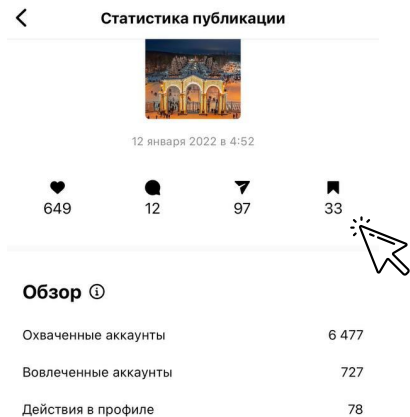 Статистика публикации
12 января 2022 в 4:52
649 12 97 33
Обзор
Охваченные аккаунты 6 477
Вовлеченные аккаунты 727
Действия в профиле 78